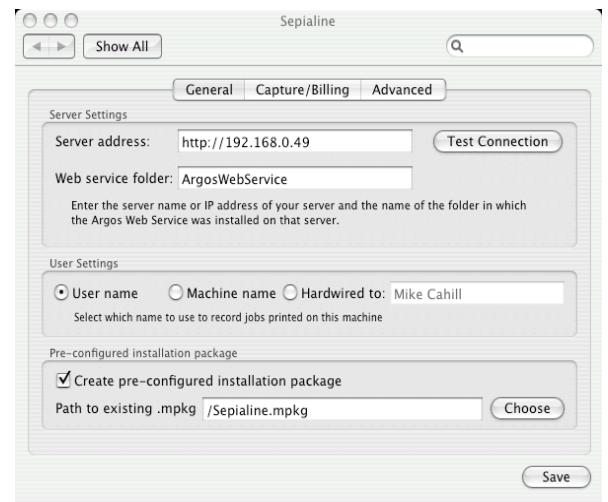 Sepialine
Show All
General Capture/Billing Advanced
Server Settings
Server address: http://192.168.0.49 Test Connection
Web service folder: ArgosWebService
Enter the server name or IP address of your server and the name of the folder in which
the Argos Web Service was installed on that server.
User Settings
User name Machine name Hardwired to: Mike Cahill
Select which name to use to record jobs printed on this machine
Pre-configured installation package
Create pre-configured installation package
Path to existing .mpkg /Sepialine.mpkg Choose
Save